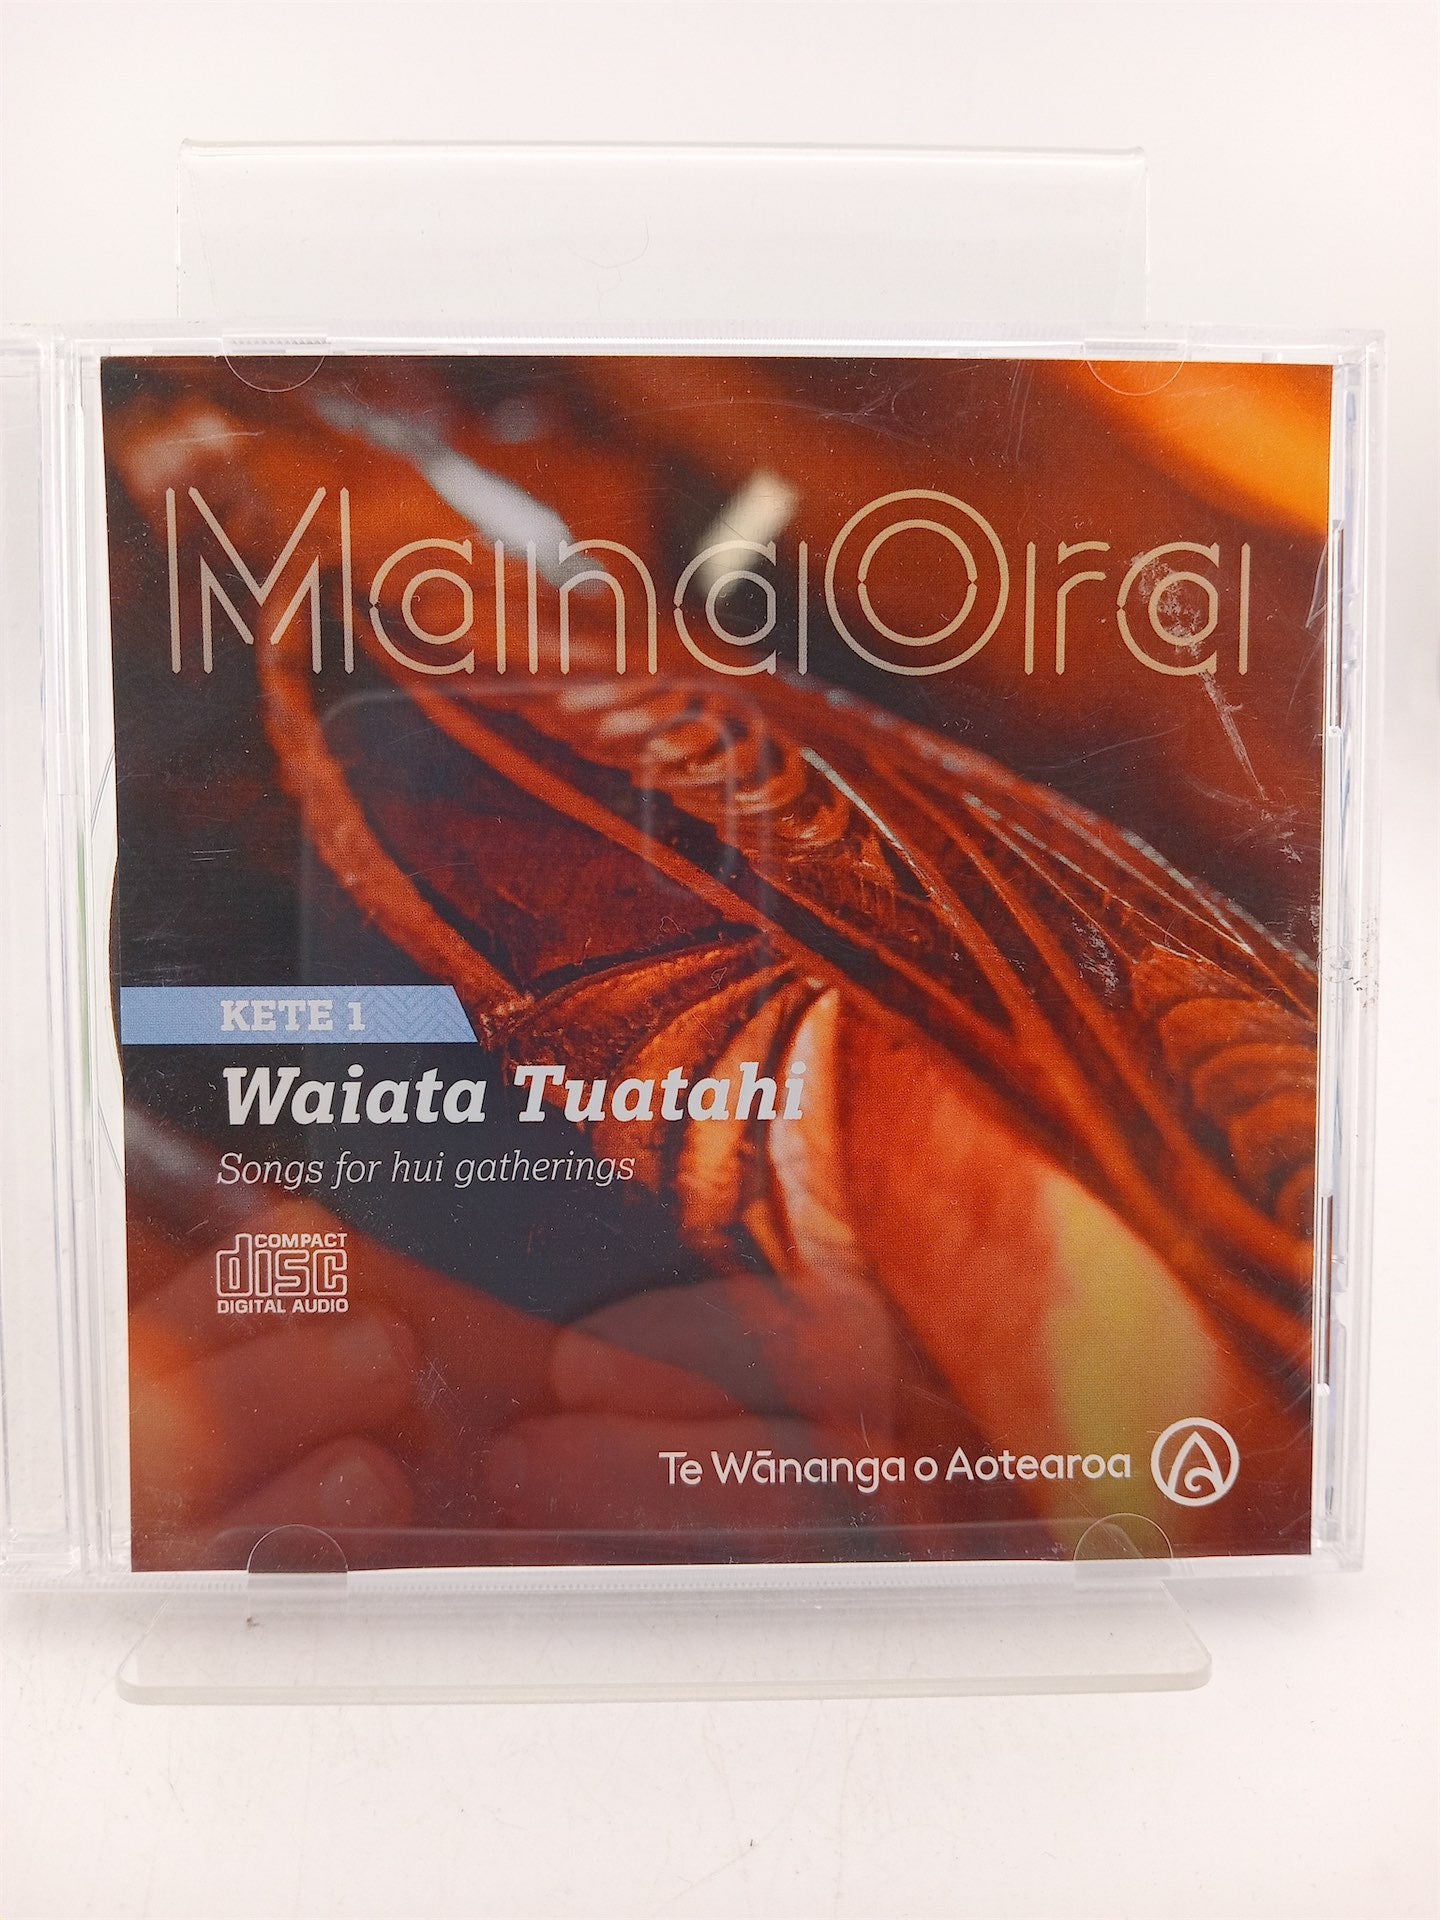 ManaOra
KETE 1
Waiata Tuatahi
Songs for hui gatherings
COMPACT
disc
DIGITAL AUDIO
Te Wānanga o Aotearoa